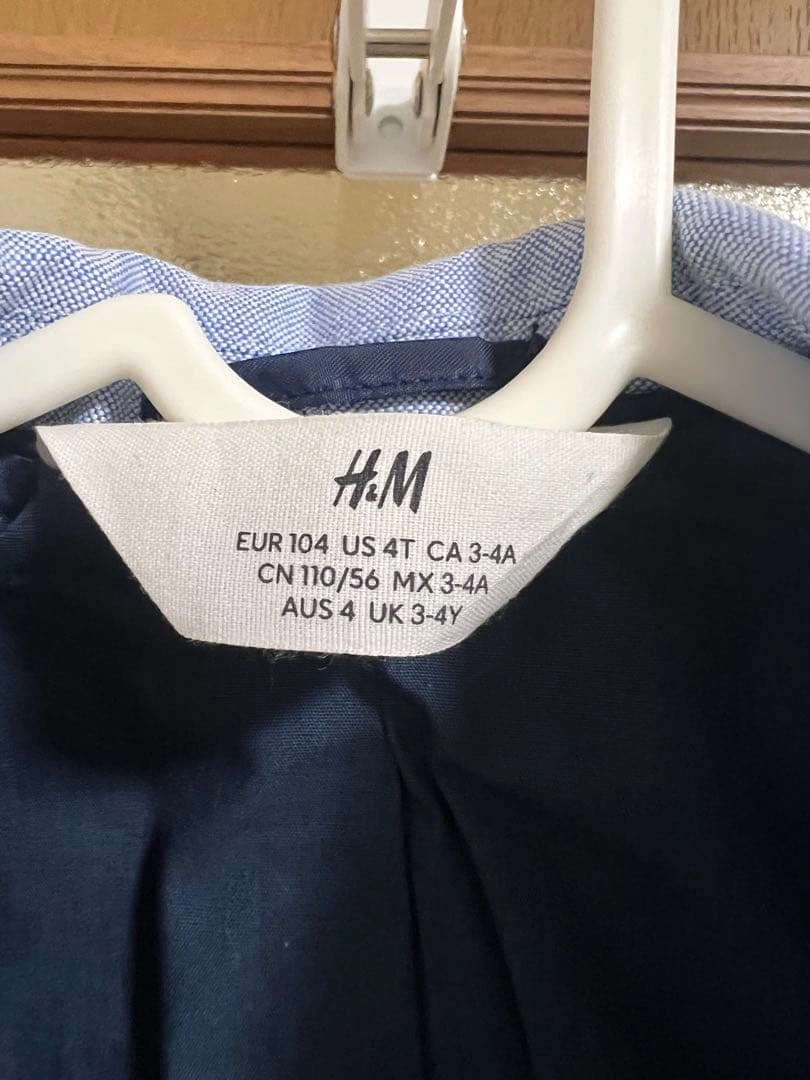 H&M
EUR 104 US 4T CA 3-4A
CN 110/56 MX 3-4A
AUS 4 UK 3-4Y